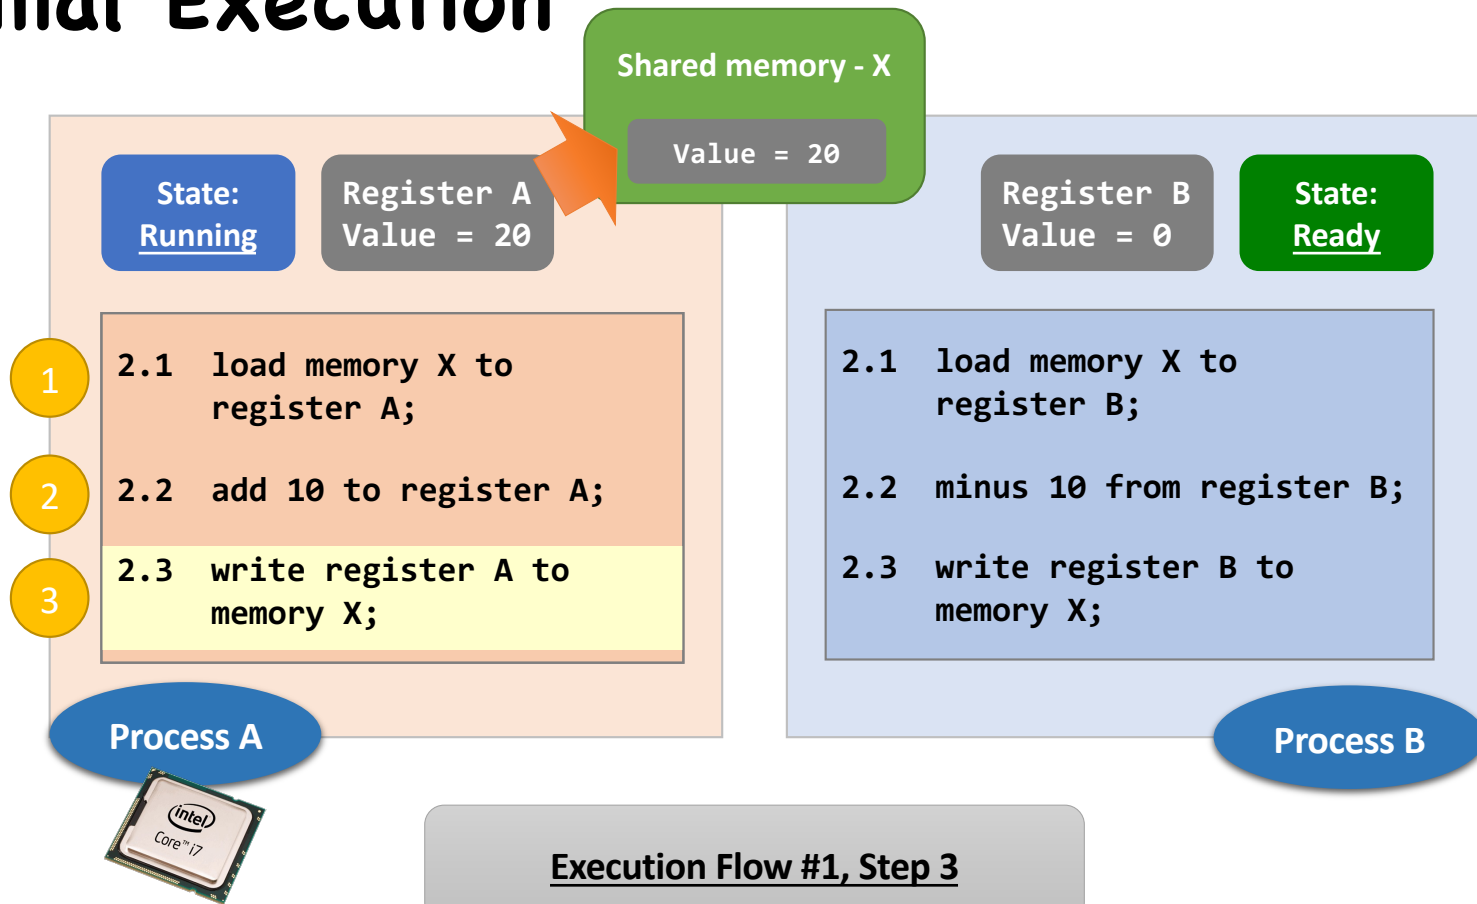 Execution
Shared memory - X
Value = 20
State:
Running
Register A
Value = 20
Register B
Value = 0
State:
Ready
1
2.1 load memory X to
register A;
2
2.2 add 10 to register A;
3
2.3 write register A to
memory X;
2.1 load memory X to
register B;
2.2 minus 10 from register B;
2.3 write register B to
memory X;
Process A
Process B
intel
Core™ i7
Execution Flow #1, Step 3